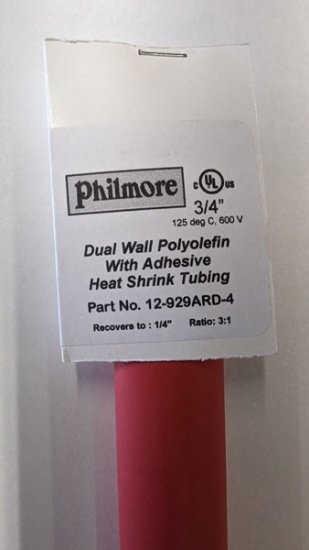 Philmore
c UL US
3/4"
125 deg C, 600 V
Dual Wall Polyolefin
With Adhesive
Heat Shrink Tubing
Part No. 12-929ARD-4
Recovers to : 1/4" Ratio: 3:1